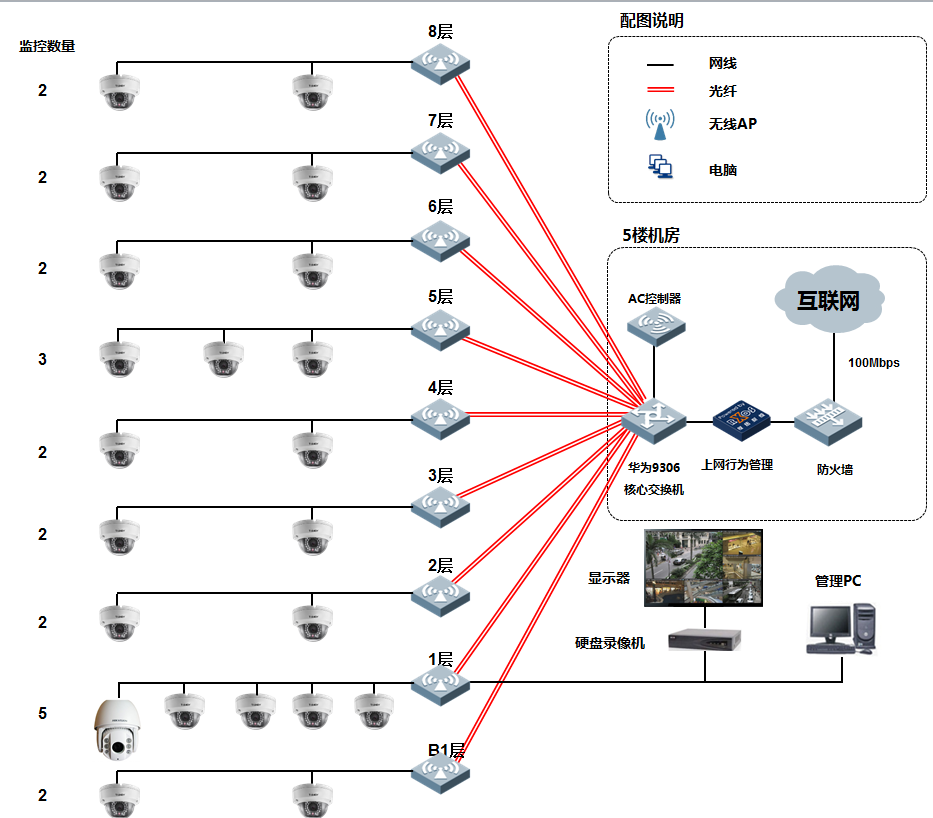 配图说明
网线
光纤
无线AP
电脑
监控数量
8层
2
7层
2
6层
2
5层
3
4层
2
3层
2
2层
2
1层
5
B1层
2
5楼机房
AC控制器
互联网
100Mbps
华为9306
核心交换机
上网行为管理
防火墙
显示器
硬盘录像机
管理PC